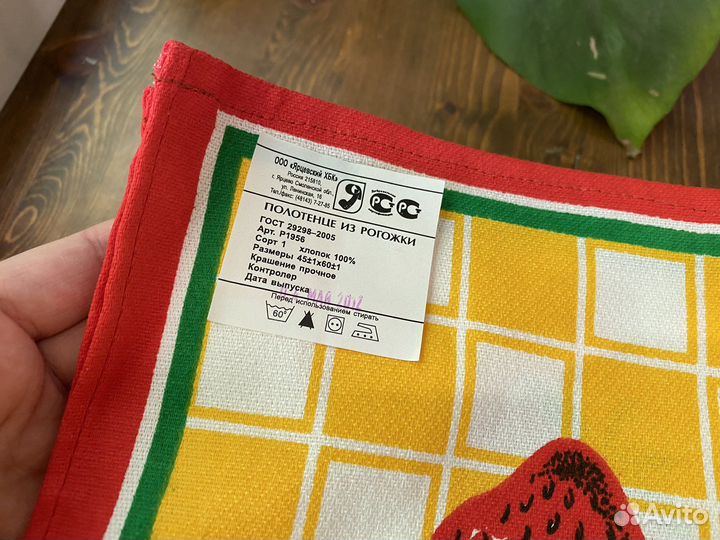 ООО «Ярцевский ХБК»
Россия 215810,
г. Ярцево Смоленской обл.,
ул. Ленинская, 16
Тел./факс: (48143) 7-27-85
ПОЛОТЕНЦЕ ИЗ РОГОЖКИ
ГОСТ 29298–2005
Арт. Р1956
Сорт 1 хлопок 100%
Размеры 45±1х60±1
Крашение прочное
Контролер
Дата выпуска 2012
Перед использованием стирать
60°
Avito